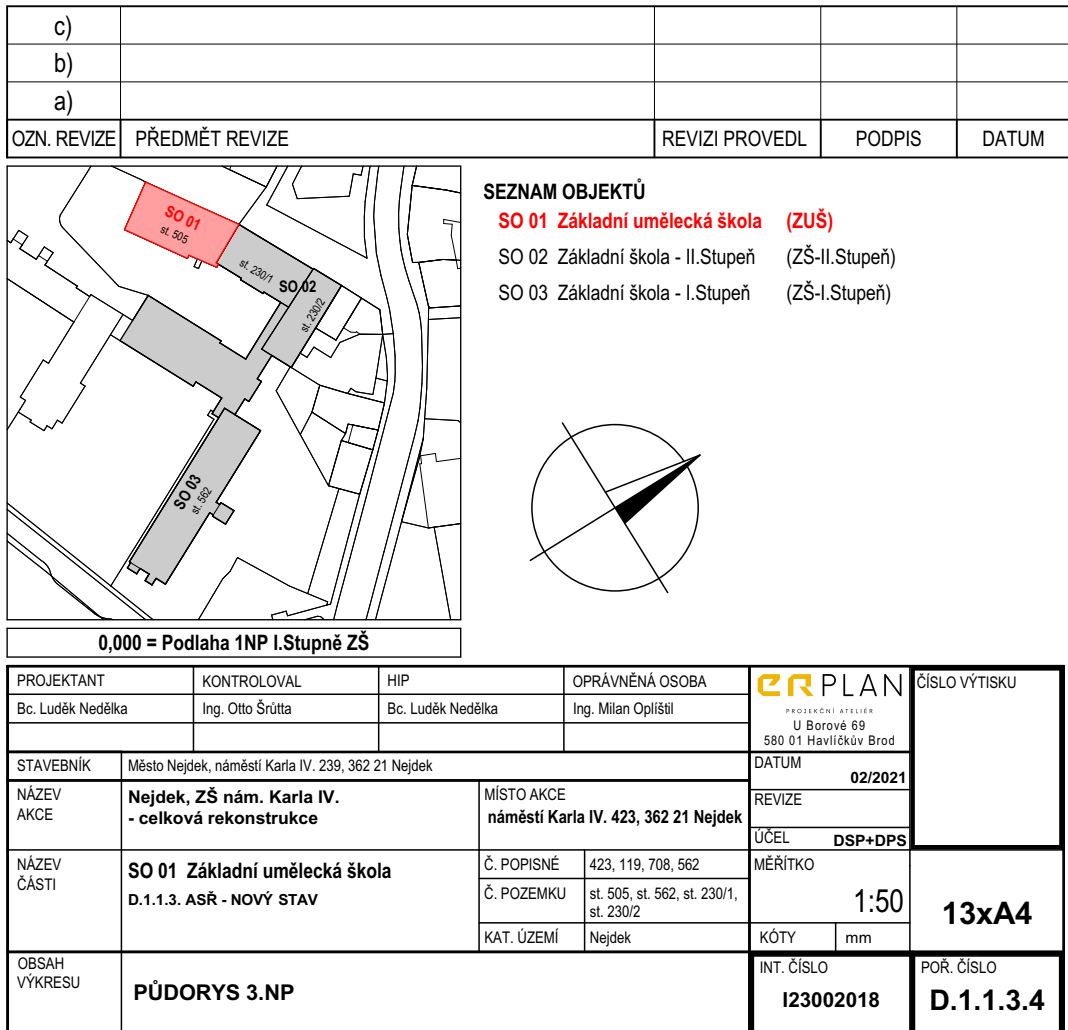 c)
b)
a)
OZN. REVIZE PŘEDMĚT REVIZE REVIZI PROVEDL PODPIS DATUM
SEZNAM OBJEKTŮ
SO 01 Základní umělecká škola (ZUŠ)
SO 02 Základní škola - II.Stupeň (ZŠ-II.Stupeň)
SO 03 Základní škola - I.Stupeň (ZŠ-I.Stupeň)
SO 01
st. 505
st. 230/1
SO 02
st. 230/2
SO 03
st. 562
0,000 = Podlaha 1NP I.Stupně ZŠ
PROJEKTANT KONTROLOVAL HIP OPRÁVNĚNÁ OSOBA
Bc. Luděk Nedělka Ing. Otto Šrůtta Bc. Luděk Nedělka Ing. Milan Oplíštil
erPLAN
PROJEKČNÍ ATELIÉR
U Borové 69
580 01 Havlíčkův Brod
ČÍSLO VÝTISKU
STAVEBNÍK Město Nejdek, náměstí Karla IV. 239, 362 21 Nejdek
DATUM
02/2021
NÁZEV
AKCE
Nejdek, ZŠ nám. Karla IV.
- celková rekonstrukce
MÍSTO AKCE
náměstí Karla IV. 423, 362 21 Nejdek
REVIZE
ÚČEL DSP+DPS
NÁZEV
ČÁSTI
SO 01 Základní umělecká škola
D.1.1.3. ASŘ - NOVÝ STAV
Č. POPISNÉ 423, 119, 708, 562
Č. POZEMKU st. 505, st. 562, st. 230/1,
st. 230/2
KAT. ÚZEMÍ Nejdek
MĚŘÍTKO
1:50
KÓTY mm
13xA4
OBSAH
VÝKRESU
PŮDORYS 3.NP
INT. ČÍSLO
I23002018
POŘ. ČÍSLO
D.1.1.3.4